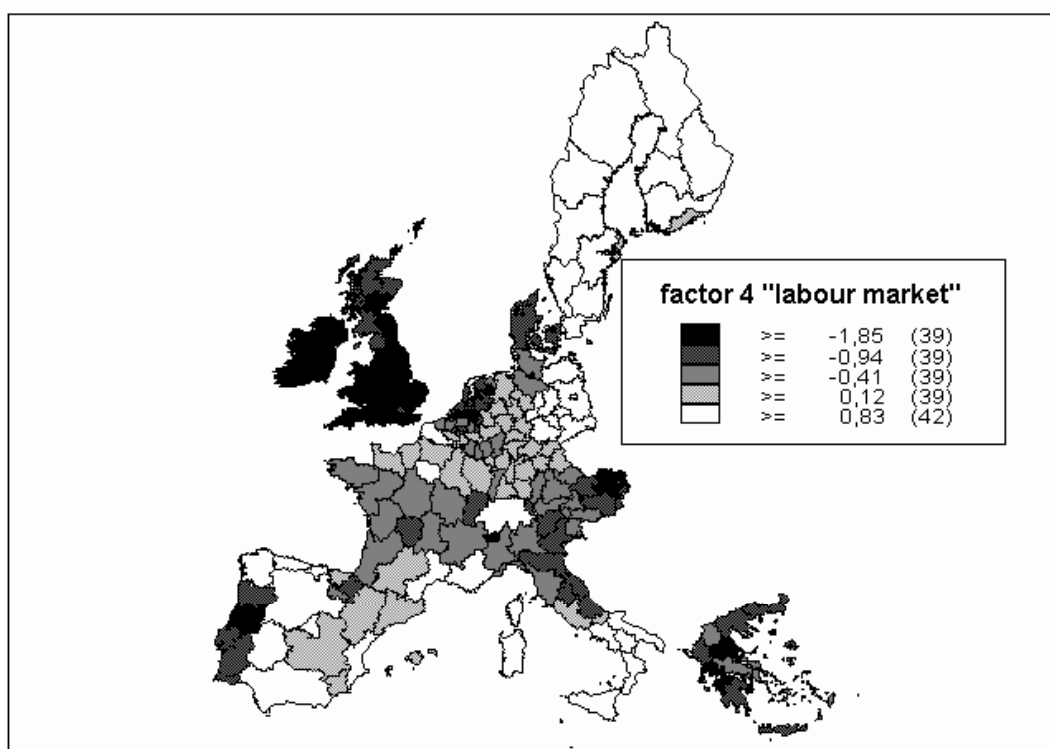 factor 4 "labour market"
>= -1,85 (39)
>= -0,94 (39)
>= -0,41 (39)
>= 0,12 (39)
>= 0,83 (42)